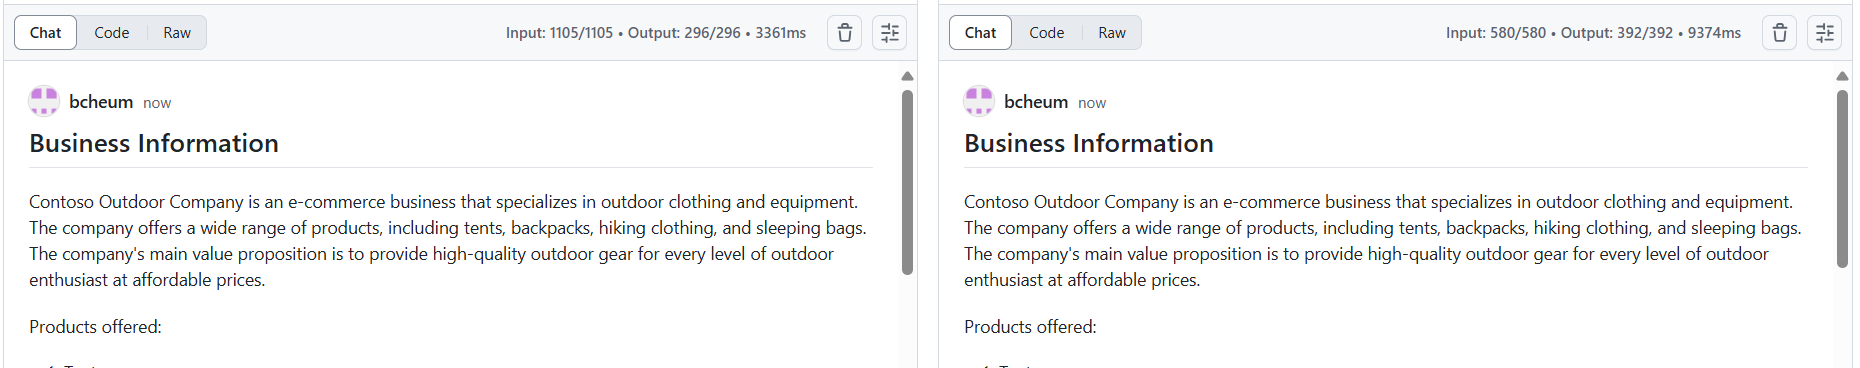 Chat Code Raw Input: 1105/1105 • Output: 296/296 • 3361ms
bcheum now
Business Information
Contoso Outdoor Company is an e-commerce business that specializes in outdoor clothing and equipment.
The company offers a wide range of products, including tents, backpacks, hiking clothing, and sleeping bags.
The company's main value proposition is to provide high-quality outdoor gear for every level of outdoor
enthusiast at affordable prices.
Products offered:
Chat Code Raw Input: 580/580 • Output: 392/392 • 9374ms
bcheum now
Business Information
Contoso Outdoor Company is an e-commerce business that specializes in outdoor clothing and equipment.
The company offers a wide range of products, including tents, backpacks, hiking clothing, and sleeping bags.
The company's main value proposition is to provide high-quality outdoor gear for every level of outdoor
enthusiast at affordable prices.
Products offered: